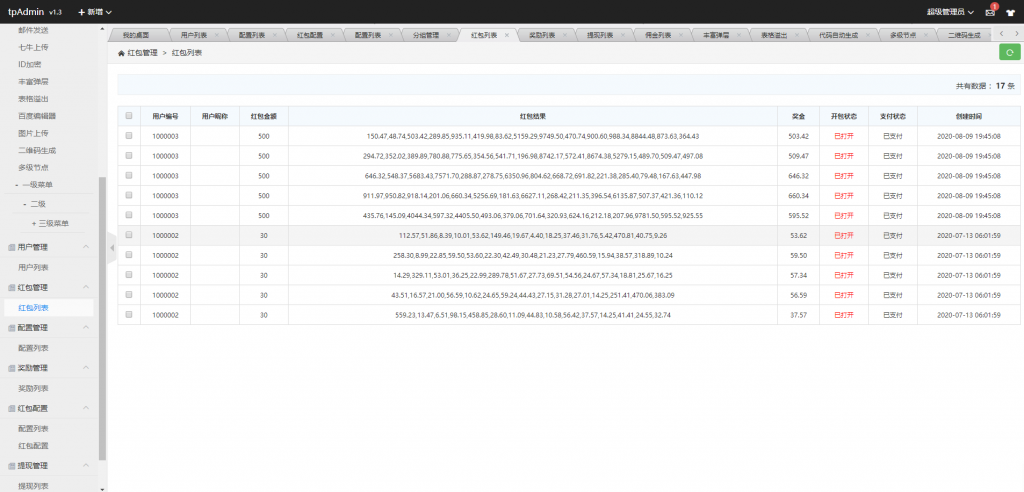 tpAdmin v1.3 + 新增 超级管理员 1
邮件发送
七牛上传
ID加密
丰富弹层
表格溢出
百度编辑器
图片上传
二维码生成
多级节点
- 一级菜单
- 二级
+ 三级菜单
用户管理
用户列表
红包管理
红包列表
配置管理
配置列表
奖励管理
奖励列表
红包配置
配置列表
红包配置
提现管理
提现列表
我的桌面 用户列表 × 配置列表 × 红包配置 × 配置列表 × 分组管理 × 红包列表 × 奖励列表 × 提现列表 × 佣金列表 × 丰富弹层 × 表格溢出 × 代码自动生成 × 多级节点 × 二维码生成
红包管理 > 红包列表
共有数据：17 条
用户编号 用户昵称 红包金额 红包结果 奖金 开包状态 支付状态 创建时间
1000003 500 150.47,48.74,503.42,289.85,935.11,419.98,83.62,5159.29,9749.50,470.74,900.60,988.34,8844.48,873.63,364.43 503.42 已打开 已支付 2020-08-09 19:45:08
1000003 500 294.72,352.02,389.89,780.88,775.65,354.56,541.71,196.98,8742.17,572.41,8674.38,5279.15,489.70,509.47,497.08 509.47 已打开 已支付 2020-08-09 19:45:08
1000003 500 646.32,548.37,5683.43,7571.70,288.87,278.75,6350.96,804.62,668.72,691.82,221.38,285.40,79.48,167.63,447.98 646.32 已打开 已支付 2020-08-09 19:45:08
1000003 500 911.97,950.82,918.14,201.06,660.34,5256.69,181.63,6627.11,268.42,211.35,396.54,6135.87,507.37,421.36,110.12 660.34 已打开 已支付 2020-08-09 19:45:08
1000003 500 435.76,145.09,4044.34,597.32,4405.50,493.06,379.06,701.64,320.93,624.16,212.18,207.96,9781.50,595.52,925.55 595.52 已打开 已支付 2020-08-09 19:45:08
1000002 30 112.57,51.86,8.39,10.01,53.62,149.46,19.67,4.40,18.25,37.46,31.76,5.42,470.81,40.75,9.26 53.62 已打开 已支付 2020-07-13 06:01:59
1000002 30 258.30,8.99,22.85,59.50,53.60,22.30,42.49,30.48,21.23,27.79,460.59,15.94,38.57,318.89,10.24 59.50 已打开 已支付 2020-07-13 06:01:59
1000002 30 14.29,329.11,53.01,36.25,22.99,289.78,51.67,27.73,69.51,54.56,24.67,57.34,18.81,25.67,16.25 57.34 已打开 已支付 2020-07-13 06:01:59
1000002 30 43.51,16.57,21.00,56.59,10.62,24.65,59.24,44.43,27.15,31.28,27.01,14.25,251.41,470.06,383.09 56.59 已打开 已支付 2020-07-13 06:01:59
1000002 30 559.23,13.47,6.51,98.15,458.85,28.60,11.09,44.83,10.58,56.42,37.57,14.25,41.41,24.55,32.74 37.57 已打开 已支付 2020-07-13 06:01:59